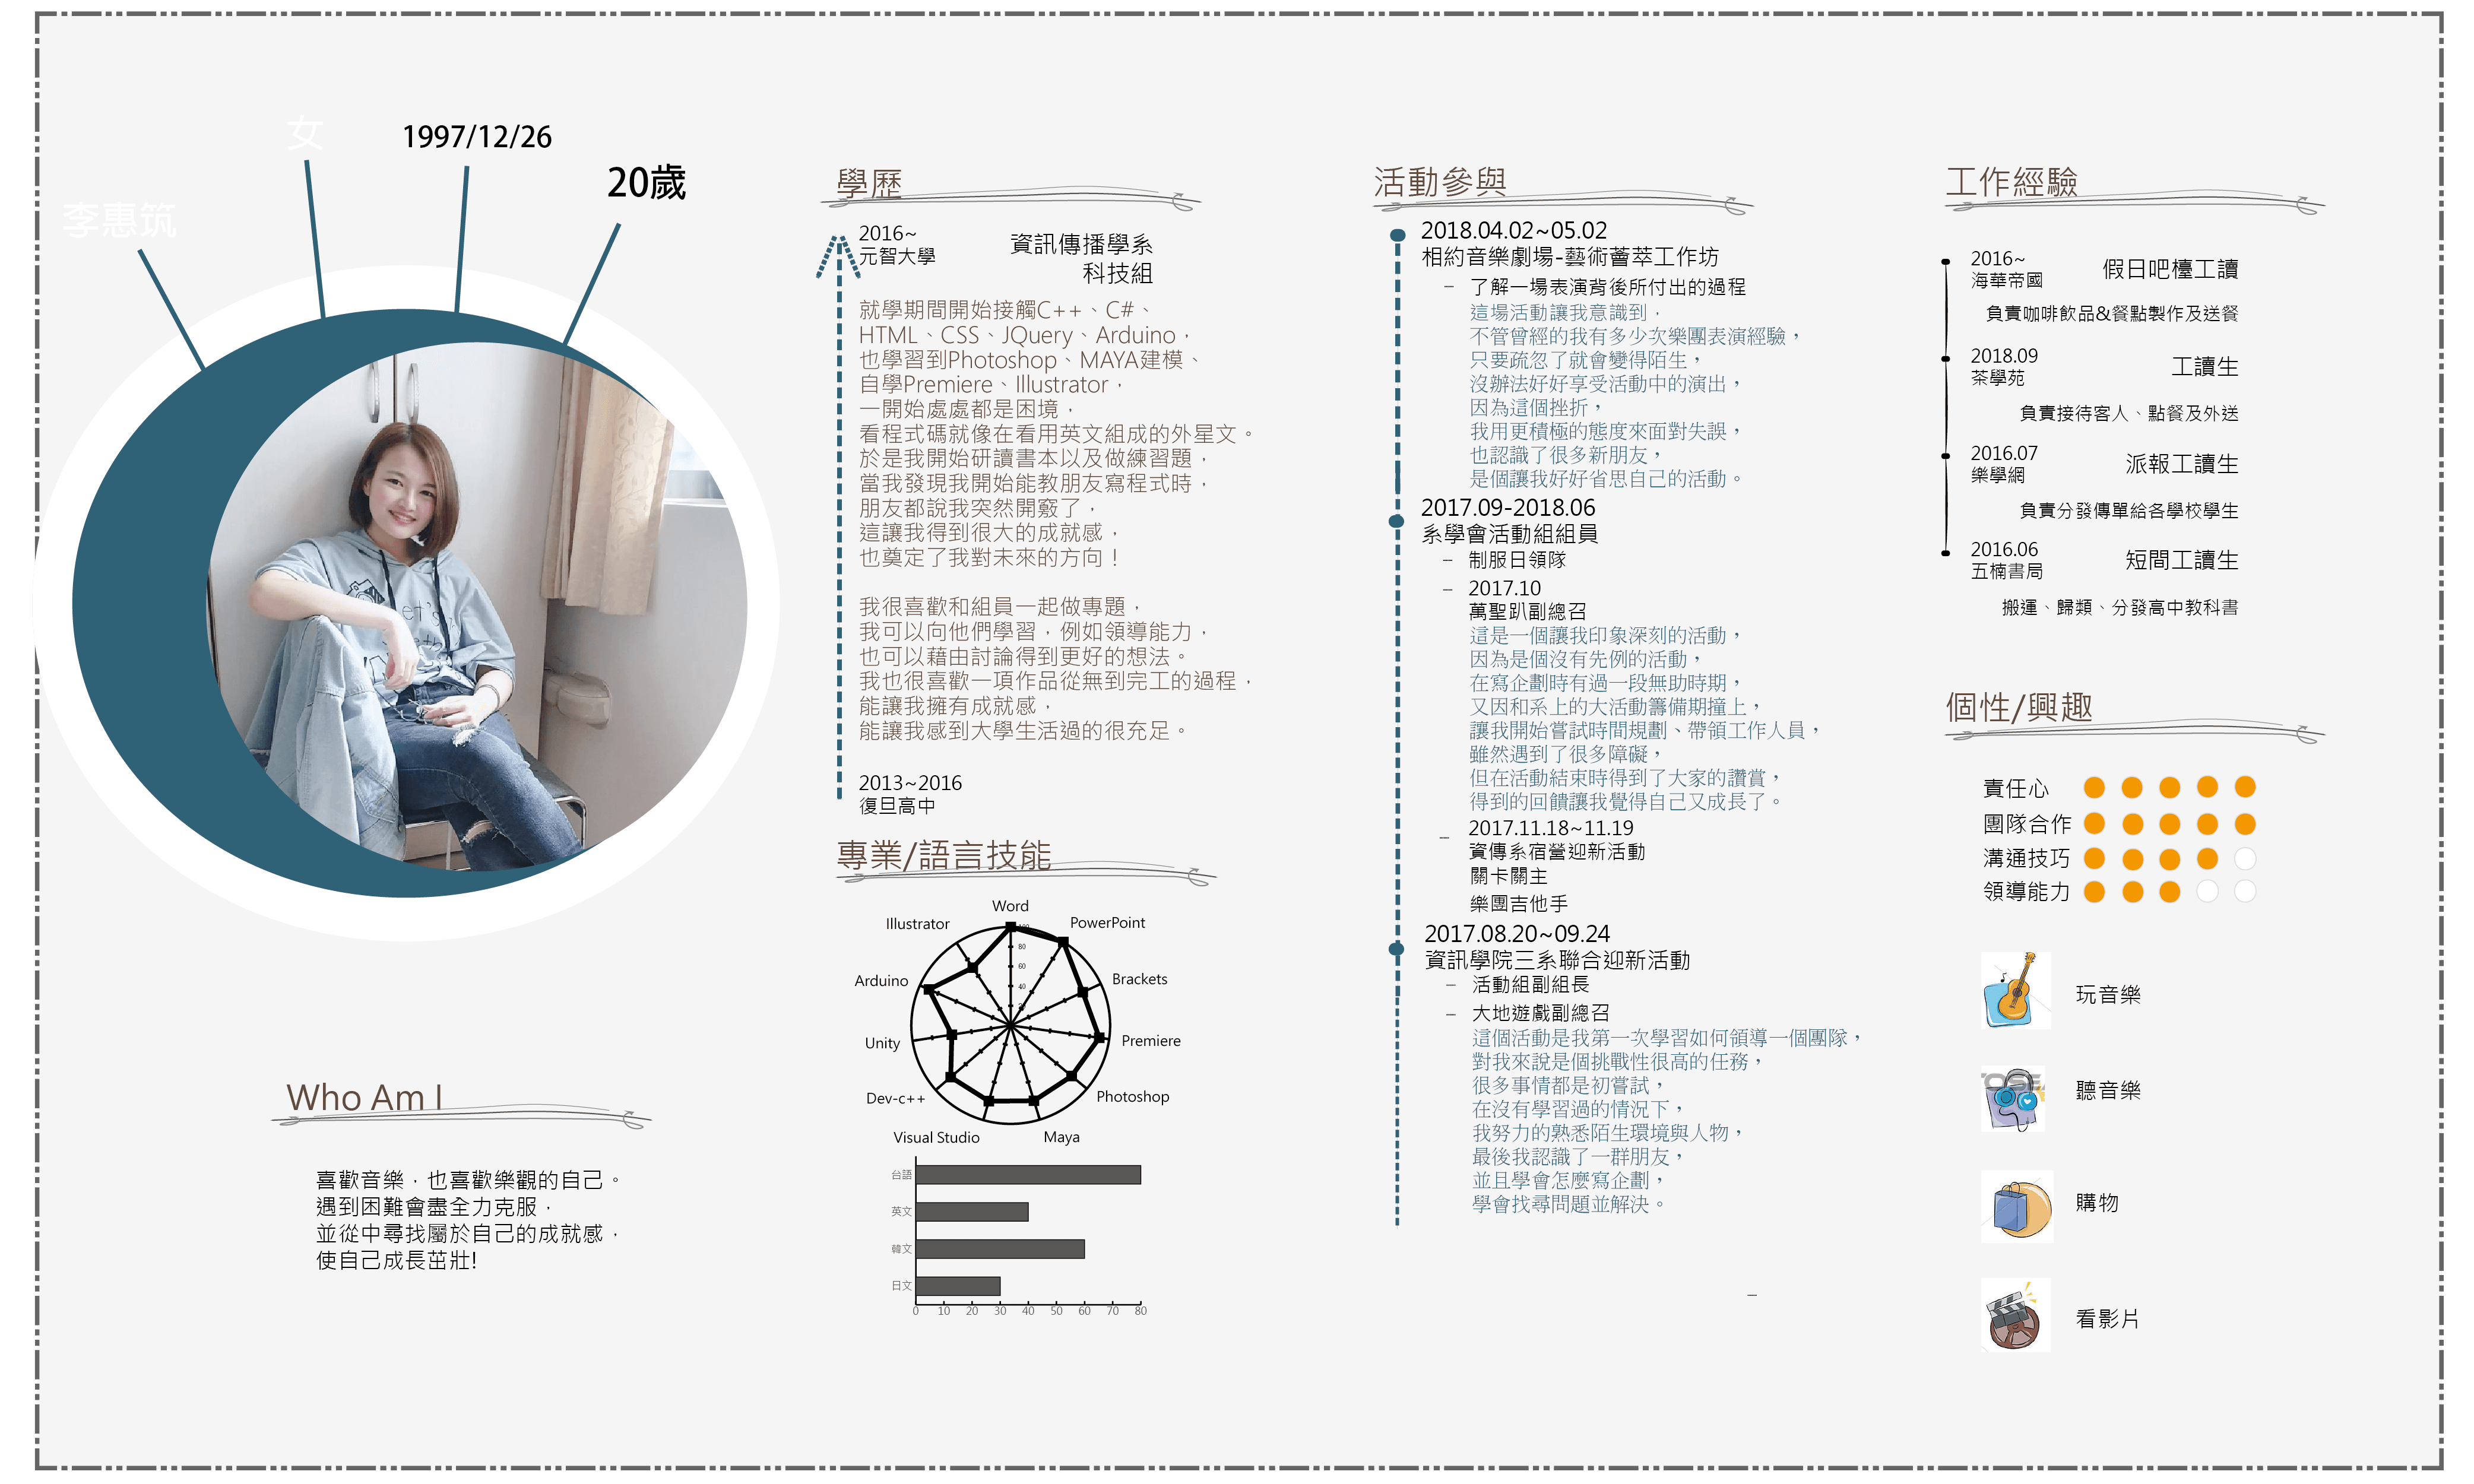 李惠筑
女
1997/12/26
20歲
Who Am I
喜歡音樂，也喜歡樂觀的自己。
遇到困難會盡全力克服，
並從中尋找屬於自己的成就感，
使自己成長茁壯!
學歷
2016~
元智大學
資訊傳播學系
科技組
就學期間開始接觸C++、C#、
HTML、CSS、JQuery、Arduino，
也學習到Photoshop、MAYA建模、
自學Premiere、Illustrator，
一開始處處都是困境，
看程式碼就像在看用英文組成的外星文。
於是我開始研讀書本以及做練習題，
當我發現我開始能教朋友寫程式時，
朋友都說我突然開竅了，
這讓我得到很大的成就感，
也奠定了我對未來的方向！
我很喜歡和組員一起做專題，
我可以向他們學習，例如領導能力，
也可以藉由討論得到更好的想法。
我也很喜歡一項作品從無到完工的過程，
能讓我擁有成就感，
能讓我感到大學生活過的很充足。
2013~2016
復旦高中
專業/語言技能
Word
PowerPoint
Brackets
Premiere
Photoshop
Maya
Visual Studio
Dev-c++
Unity
Arduino
Illustrator
100
80
60
40
20
台語
英文
韓文
日文
0 10 20 30 40 50 60 70 80
活動參與
2018.04.02~05.02
相約音樂劇場-藝術薈萃工作坊
– 了解一場表演背後所付出的過程
這場活動讓我意識到，
不管曾經的我有多少次樂團表演經驗，
只要疏忽了就會變得陌生，
沒辦法好好享受活動中的演出，
因為這個挫折，
我用更積極的態度來面對失誤，
也認識了很多新朋友，
是個讓我好好省思自己的活動。
2017.09-2018.06
系學會活動組組員
– 制服日領隊
– 2017.10
萬聖趴副總召
這是一個讓我印象深刻的活動，
因為是個沒有先例的活動，
在寫企劃時有過一段無助時期，
又因和系上的大活動籌備期撞上，
讓我開始嘗試時間規劃、帶領工作人員，
雖然遇到了很多障礙，
但在活動結束時得到了大家的讚賞，
得到的回饋讓我覺得自己又成長了。
– 2017.11.18~11.19
資傳系宿營迎新活動
關卡關主
樂團吉他手
2017.08.20~09.24
資訊學院三系聯合迎新活動
– 活動組副組長
– 大地遊戲副總召
這個活動是我第一次學習如何領導一個團隊，
對我來說是個挑戰性很高的任務，
很多事情都是初嘗試，
在沒有學習過的情況下，
我努力的熟悉陌生環境與人物，
最後我認識了一群朋友，
並且學會怎麼寫企劃，
學會找尋問題並解決。
–
工作經驗
2016~
海華帝國
假日吧檯工讀
負責咖啡飲品&餐點製作及送餐
2018.09
茶學苑
工讀生
負責接待客人、點餐及外送
2016.07
樂學網
派報工讀生
負責分發傳單給各學校學生
2016.06
五楠書局
短間工讀生
搬運、歸類、分發高中教科書
個性/興趣
責任心
團隊合作
溝通技巧
領導能力
玩音樂
聽音樂
購物
看影片